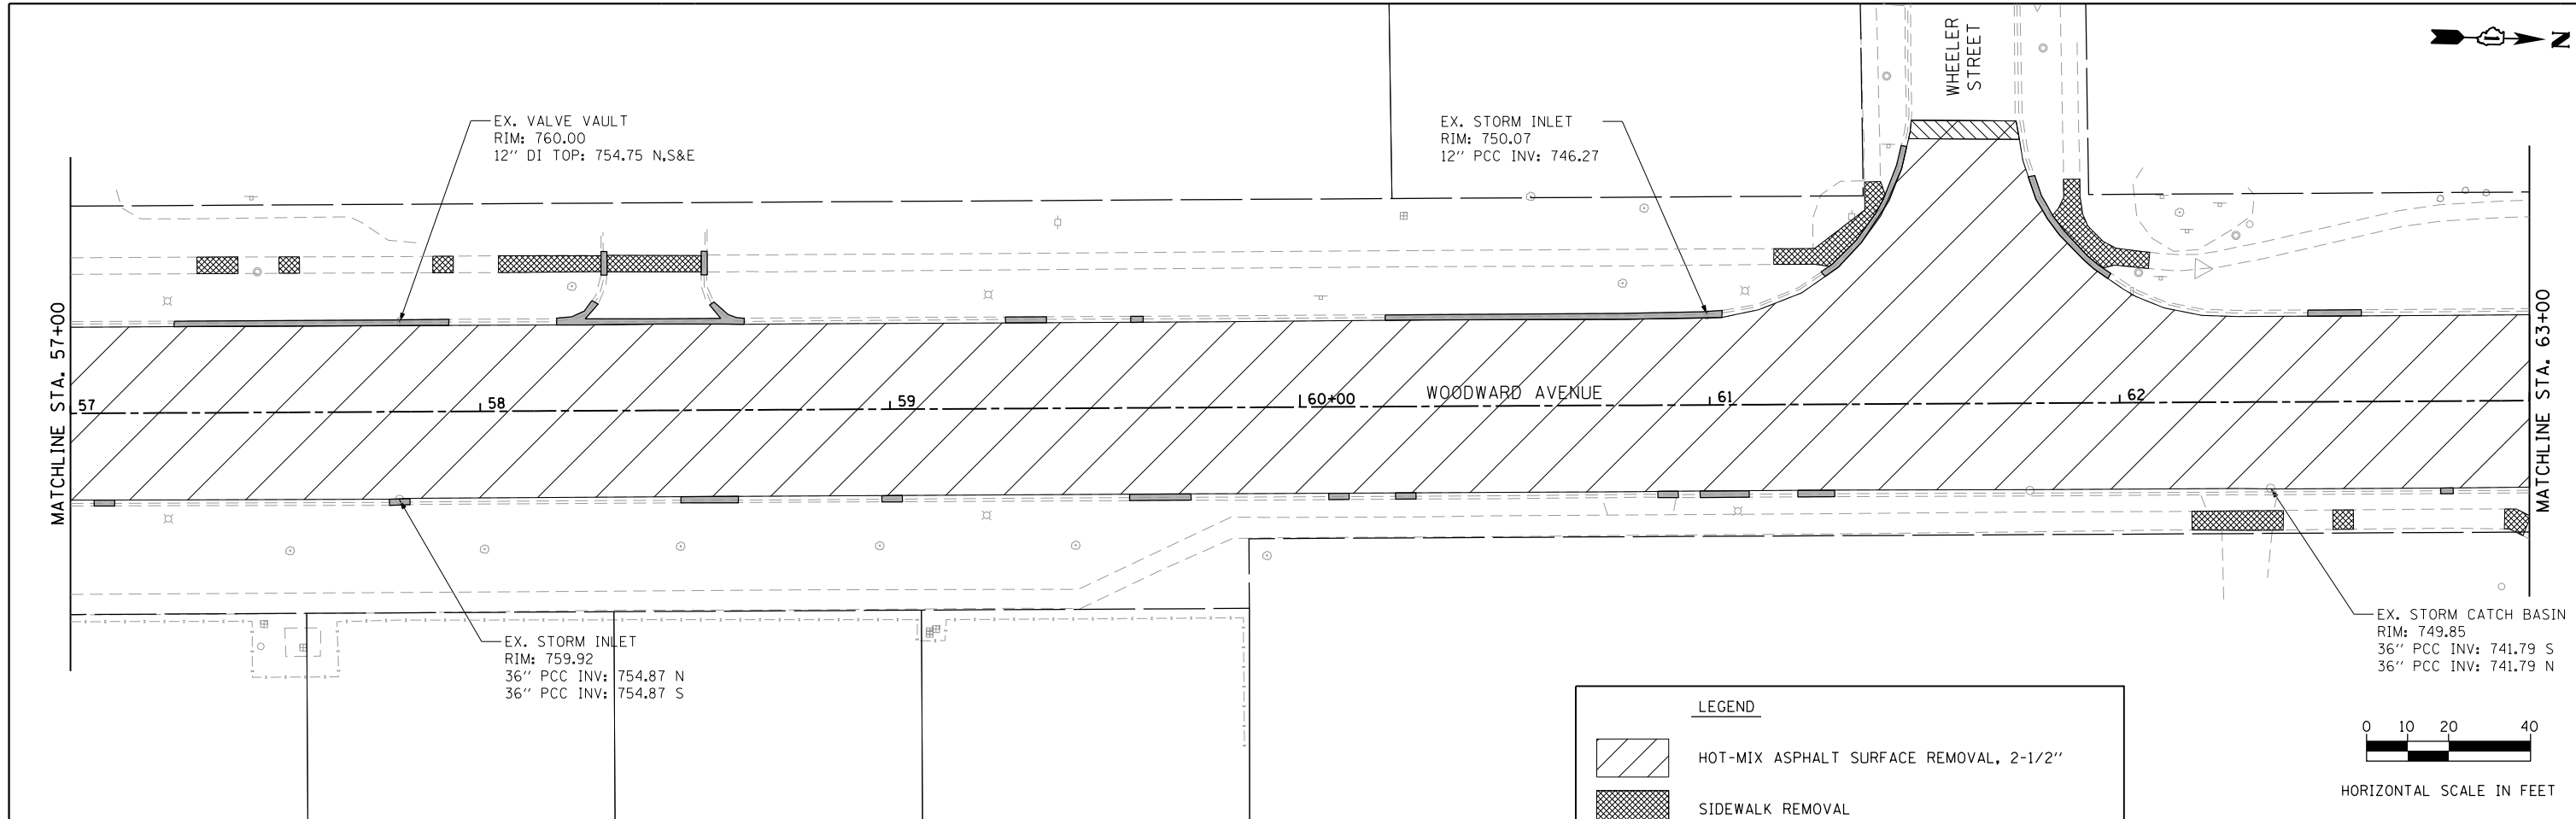 WHEELER
STREET
N
EX. VALVE VAULT
RIM: 760.00
12'' DI TOP: 754.75 N,S&E
EX. STORM INLET
RIM: 750.07
12'' PCC INV: 746.27
MATCHLINE STA. 57+00
57
58
59
60+00
WOODWARD AVENUE
61
62
MATCHLINE STA. 63+00
EX. STORM INLET
RIM: 759.92
36'' PCC INV: 754.87 N
36'' PCC INV: 754.87 S
EX. STORM CATCH BASIN
RIM: 749.85
36'' PCC INV: 741.79 S
36'' PCC INV: 741.79 N
LEGEND
HOT-MIX ASPHALT SURFACE REMOVAL, 2-1/2''
SIDEWALK REMOVAL
0 10 20 40
HORIZONTAL SCALE IN FEET